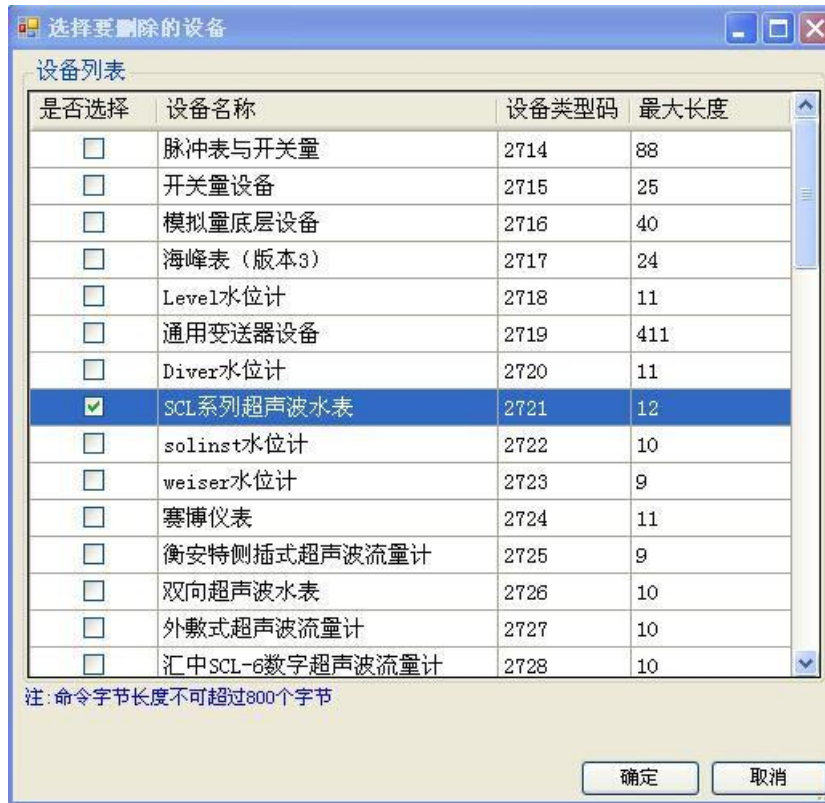 选择要删除的设备
设备列表
是否选择 设备名称 设备类型码 最大长度
脉冲表与开关量 2714 88
开关量设备 2715 25
模拟量底层设备 2716 40
海峰表（版本3） 2717 24
Level水位计 2718 11
通用变送器设备 2719 411
Diver水位计 2720 11
SCL系列超声波水表 2721 12
solinst水位计 2722 10
weiser水位计 2723 9
赛博仪表 2724 11
衡安特侧插式超声波流量计 2725 9
双向超声波水表 2726 10
外敷式超声波流量计 2727 10
汇中SCL-6数字超声波流量计 2728 10
注:命令字节长度不可超过800个字节
确定 取消